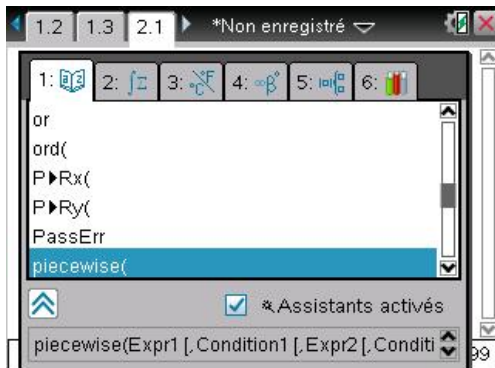 1.2 1.3 2.1 *Non enregistré
1: 2: ∫Σ 3: °C°F 4: ∞β° 5: 6:
or
ord(
P▶Rx(
P▶Ry(
PassErr
piecewise(
Assistants activés
piecewise(Expr1 [,Condition1 [,Expr2 [,Conditi
99